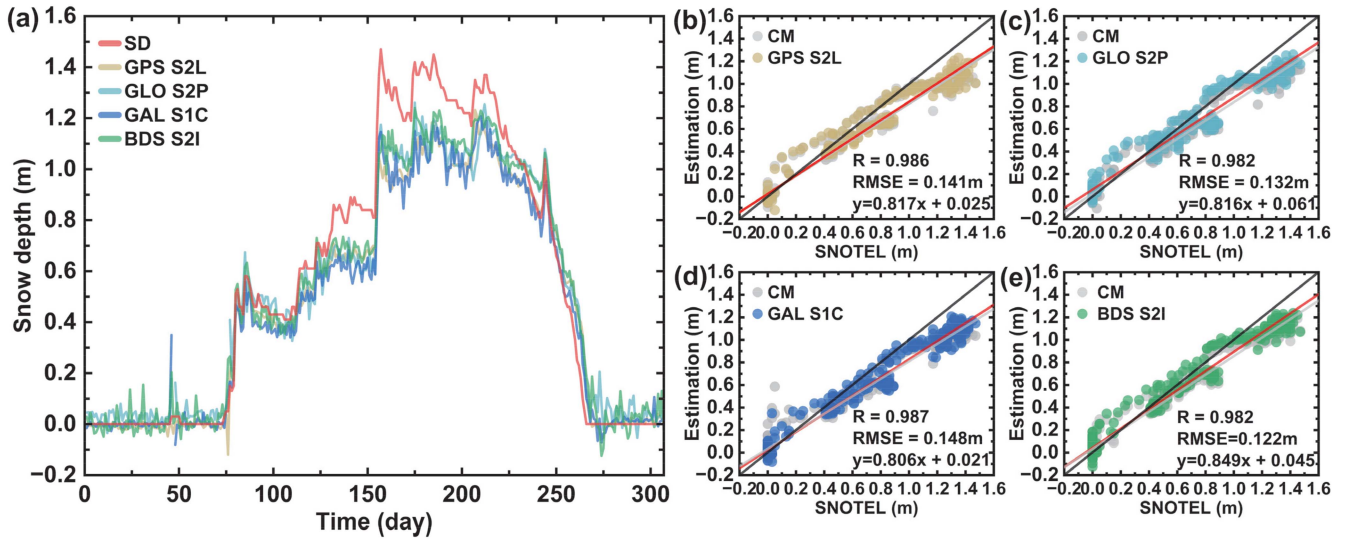 (a)
SD
GPS S2L
GLO S2P
GAL S1C
BDS S2I
Snow depth (m)
1.6
1.4
1.2
1.0
0.8
0.6
0.4
0.2
0.0
−0.2
0 50 100 150 200 250 300
Time (day)
(b)
CM
GPS S2L
Estimation (m)
1.6
1.4
1.2
1.0
0.8
0.6
0.4
0.2
0.0
−0.2
R = 0.986
RMSE = 0.141m
y=0.817x + 0.025
−0.2 0.0 0.2 0.4 0.6 0.8 1.0 1.2 1.4 1.6
SNOTEL (m)
(c)
CM
GLO S2P
Estimation (m)
1.6
1.4
1.2
1.0
0.8
0.6
0.4
0.2
0.0
−0.2
R = 0.982
RMSE = 0.132m
y=0.816x + 0.061
−0.2 0.0 0.2 0.4 0.6 0.8 1.0 1.2 1.4 1.6
SNOTEL (m)
(d)
CM
GAL S1C
Estimation (m)
1.6
1.4
1.2
1.0
0.8
0.6
0.4
0.2
0.0
−0.2
R = 0.987
RMSE = 0.148m
y=0.806x + 0.021
−0.2 0.0 0.2 0.4 0.6 0.8 1.0 1.2 1.4 1.6
SNOTEL (m)
(e)
CM
BDS S2I
Estimation (m)
1.6
1.4
1.2
1.0
0.8
0.6
0.4
0.2
0.0
−0.2
R = 0.982
RMSE=0.122m
y=0.849x + 0.045
−0.2 0.0 0.2 0.4 0.6 0.8 1.0 1.2 1.4 1.6
SNOTEL (m)